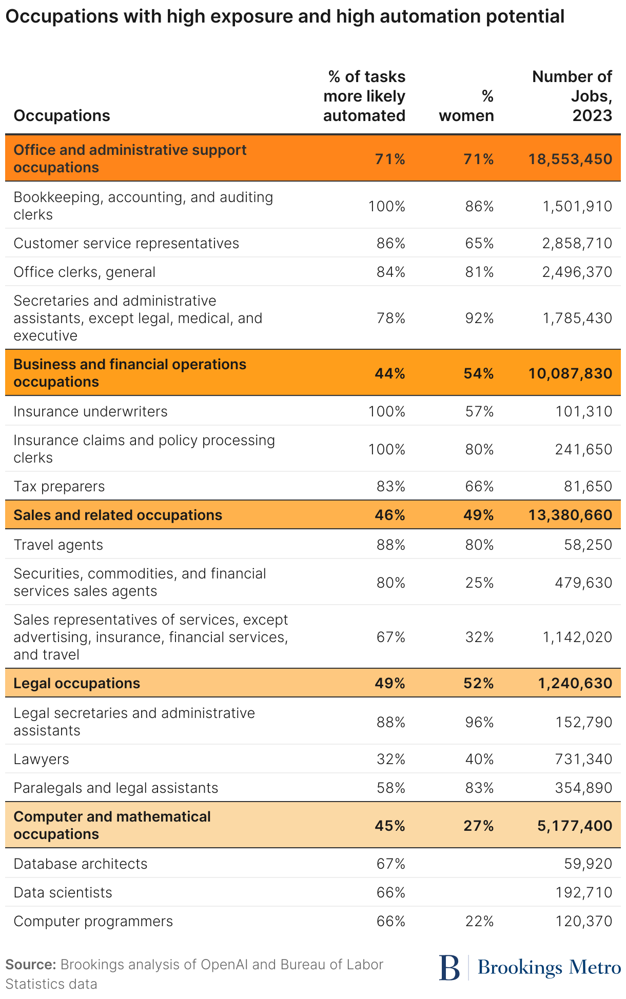 Occupations with high exposure and high automation potential
% of tasks
more likely
automated
%
women
Number of
Jobs,
2023
Occupations
Office and administrative support
occupations
71% 71% 18,553,450
Bookkeeping, accounting, and auditing
clerks
100% 86% 1,501,910
Customer service representatives 86% 65% 2,858,710
Office clerks, general 84% 81% 2,496,370
Secretaries and administrative
assistants, except legal, medical, and
executive
78% 92% 1,785,430
Business and financial operations
occupations
44% 54% 10,087,830
Insurance underwriters 100% 57% 101,310
Insurance claims and policy processing
clerks
100% 80% 241,650
Tax preparers 83% 66% 81,650
Sales and related occupations 46% 49% 13,380,660
Travel agents 88% 80% 58,250
Securities, commodities, and financial
services sales agents
80% 25% 479,630
Sales representatives of services, except
advertising, insurance, financial services,
and travel
67% 32% 1,142,020
Legal occupations 49% 52% 1,240,630
Legal secretaries and administrative
assistants
88% 96% 152,790
Lawyers 32% 40% 731,340
Paralegals and legal assistants 58% 83% 354,890
Computer and mathematical
occupations
45% 27% 5,177,400
Database architects 67% 59,920
Data scientists 66% 192,710
Computer programmers 66% 22% 120,370
Source: Brookings analysis of OpenAI and Bureau of Labor
Statistics data
B Brookings Metro